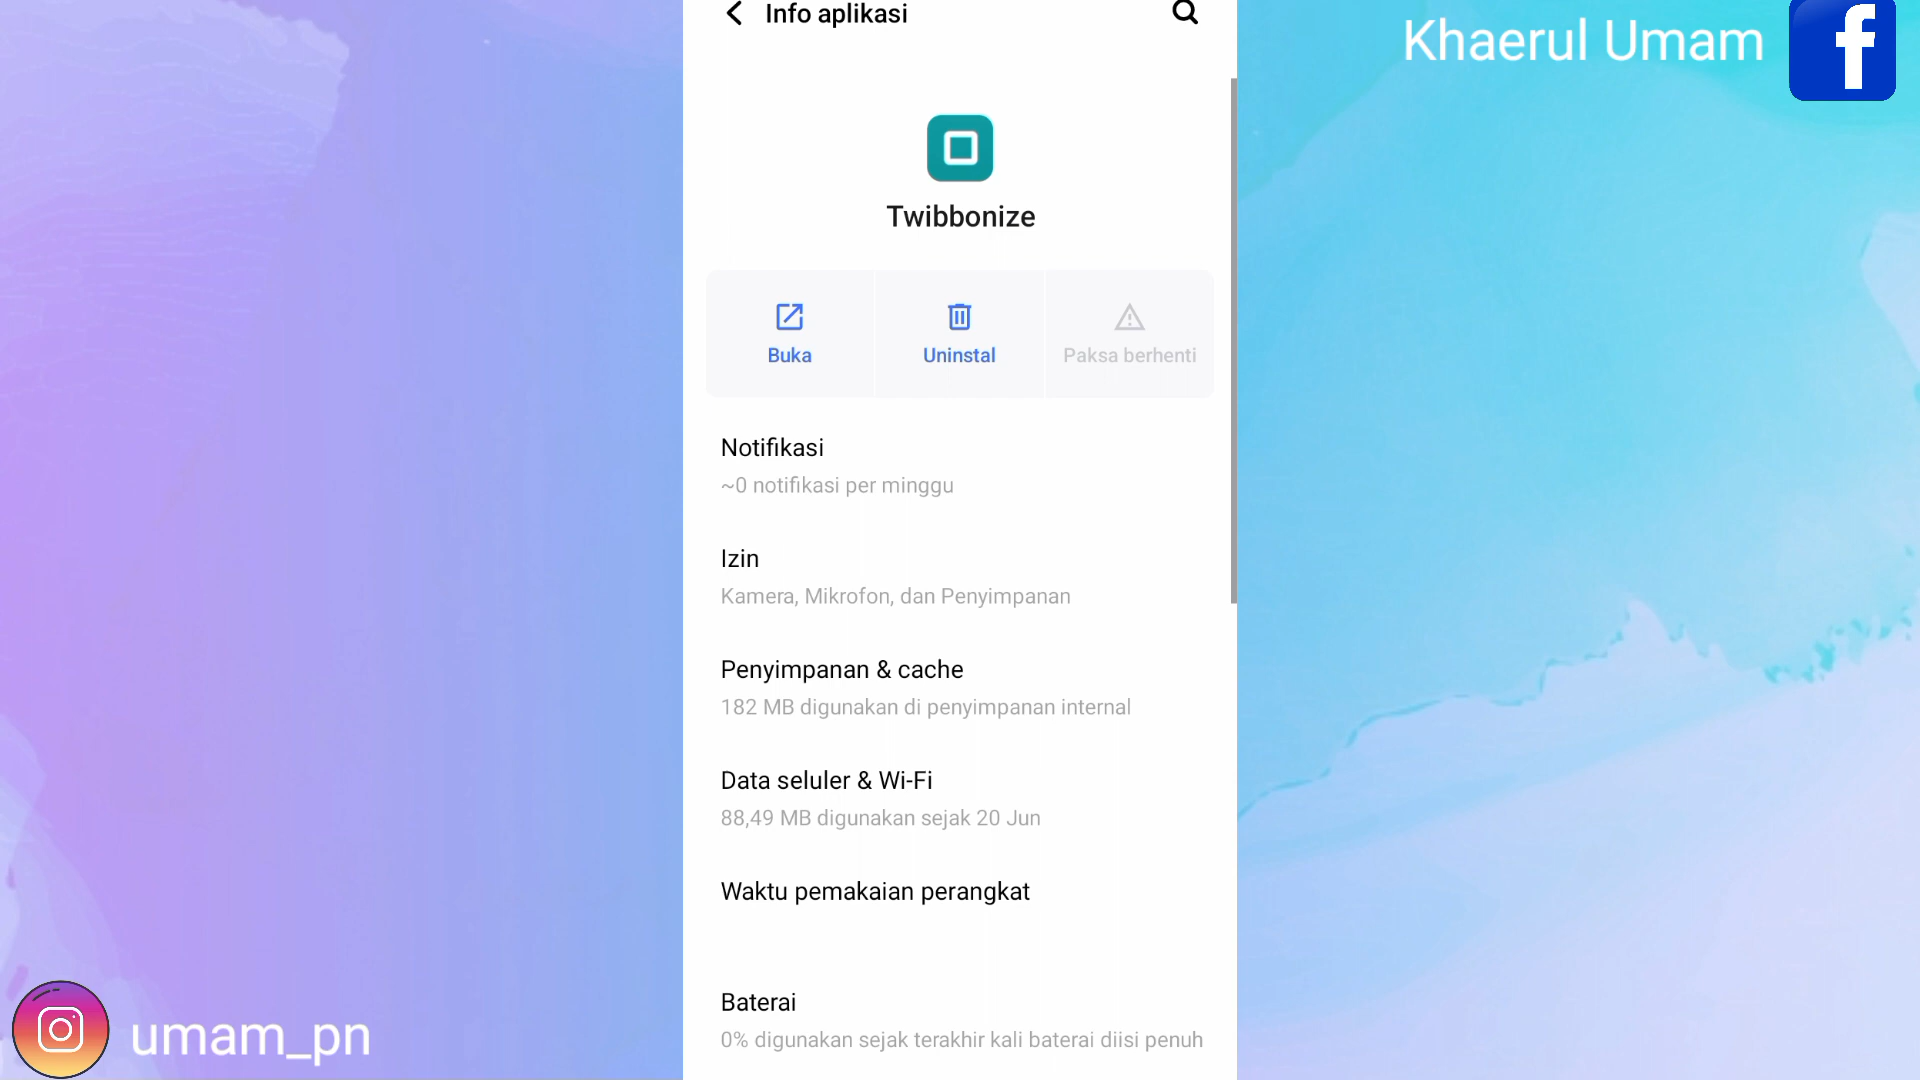 Info aplikasi
Khaerul Umam
Twibbonize
Buka
Uninstal
Paksa berhenti
Notifikasi
~0 notifikasi per minggu
Izin
Kamera, Mikrofon, dan Penyimpanan
Penyimpanan & cache
182 MB digunakan di penyimpanan internal
Data seluler & Wi-Fi
88,49 MB digunakan sejak 20 Jun
Waktu pemakaian perangkat
Baterai
0% digunakan sejak terakhir kali baterai diisi penuh
umam_pn